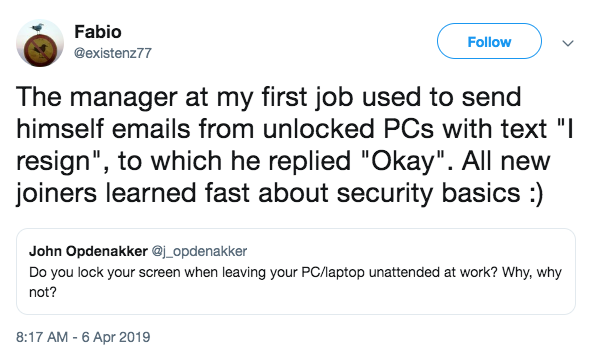 Fabio
@existenz77
Follow
The manager at my first job used to send
himself emails from unlocked PCs with text "I
resign", to which he replied "Okay". All new
joiners learned fast about security basics :)
John Opdenakker @j_opdenakker
Do you lock your screen when leaving your PC/laptop unattended at work? Why, why
not?
8:17 AM - 6 Apr 2019